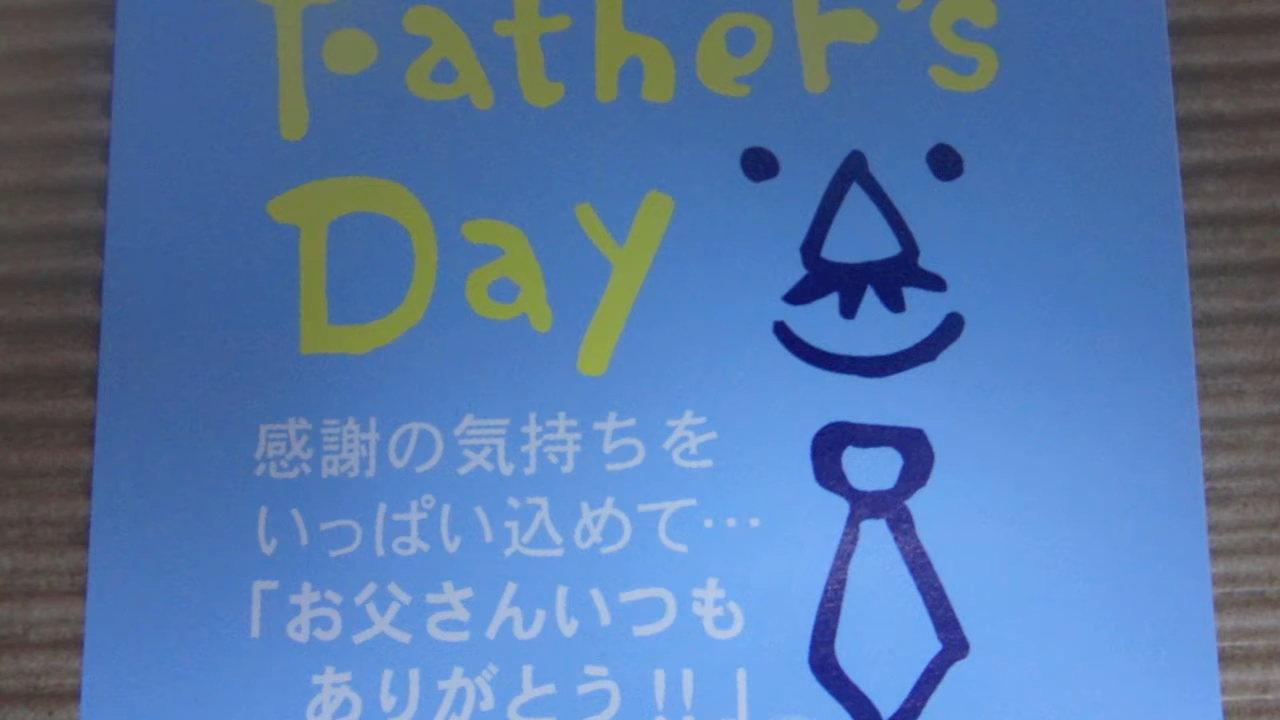 Father's
Day
感謝の気持ちを
いっぱい込めて…
「お父さんいつも
ありがとう!!」